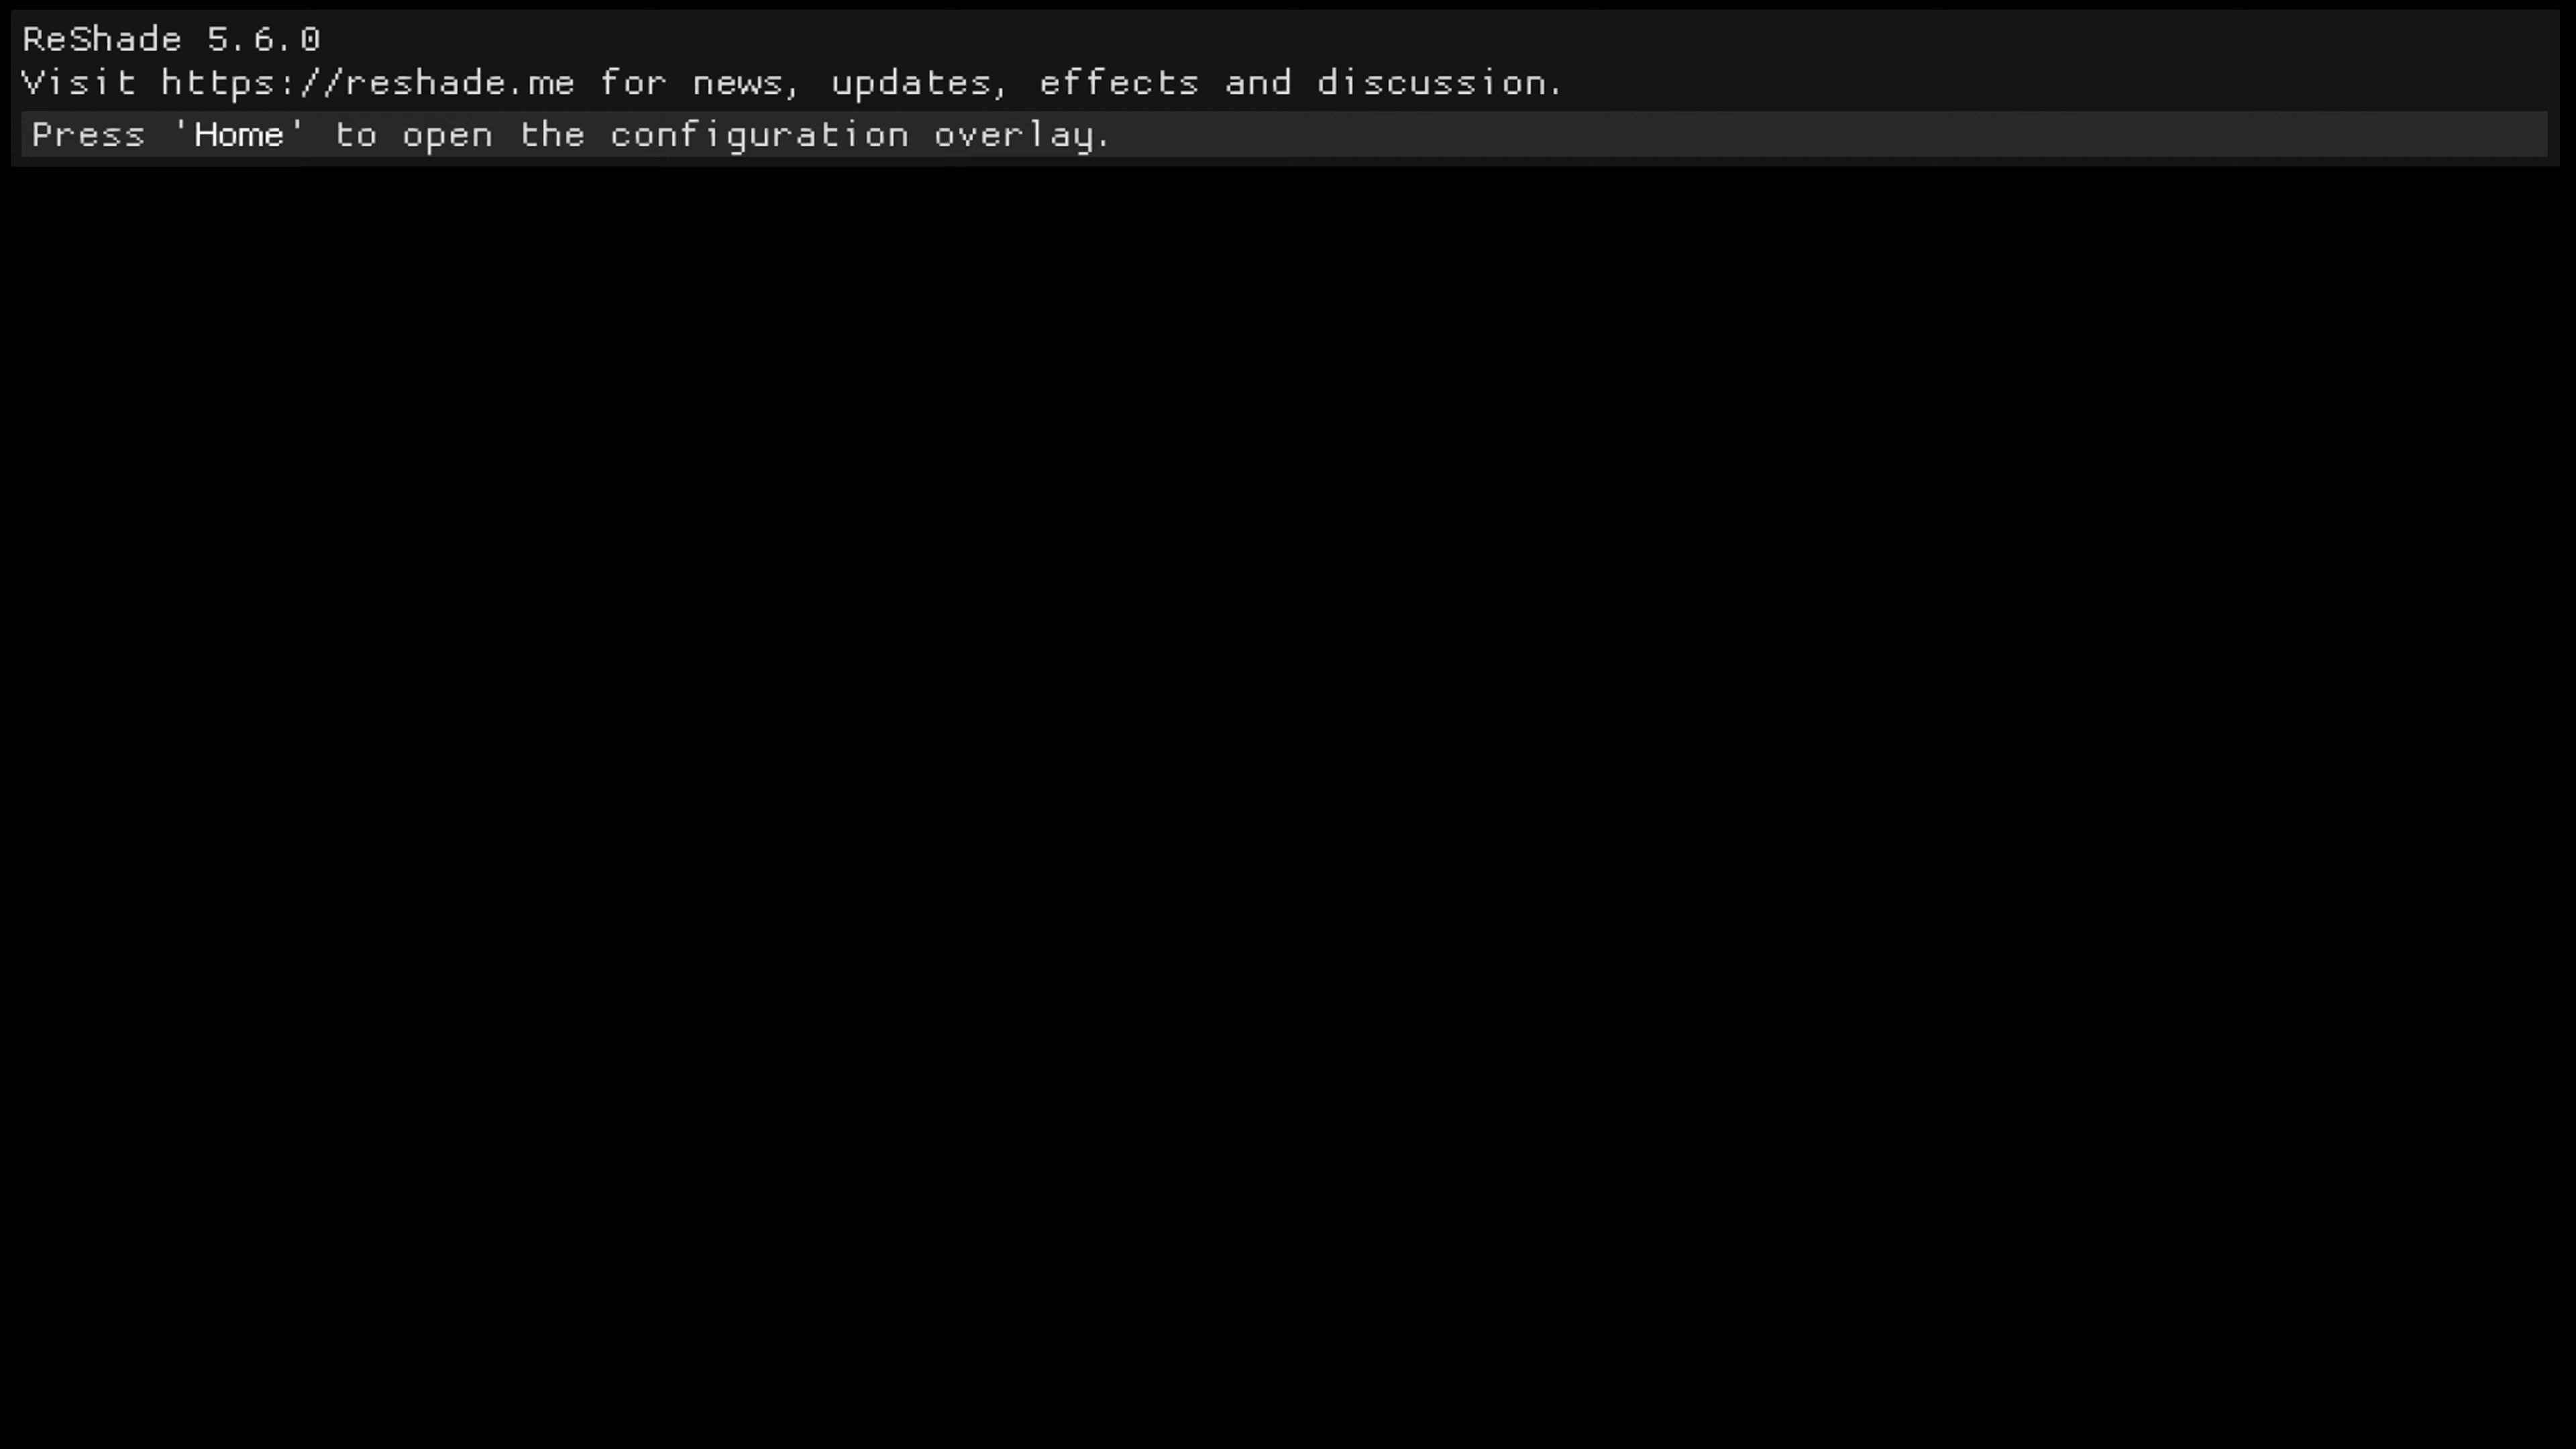 ReShade 5.6.0
Visit https://reshade.me for news, updates, effects and discussion.
Press 'Home' to open the configuration overlay.